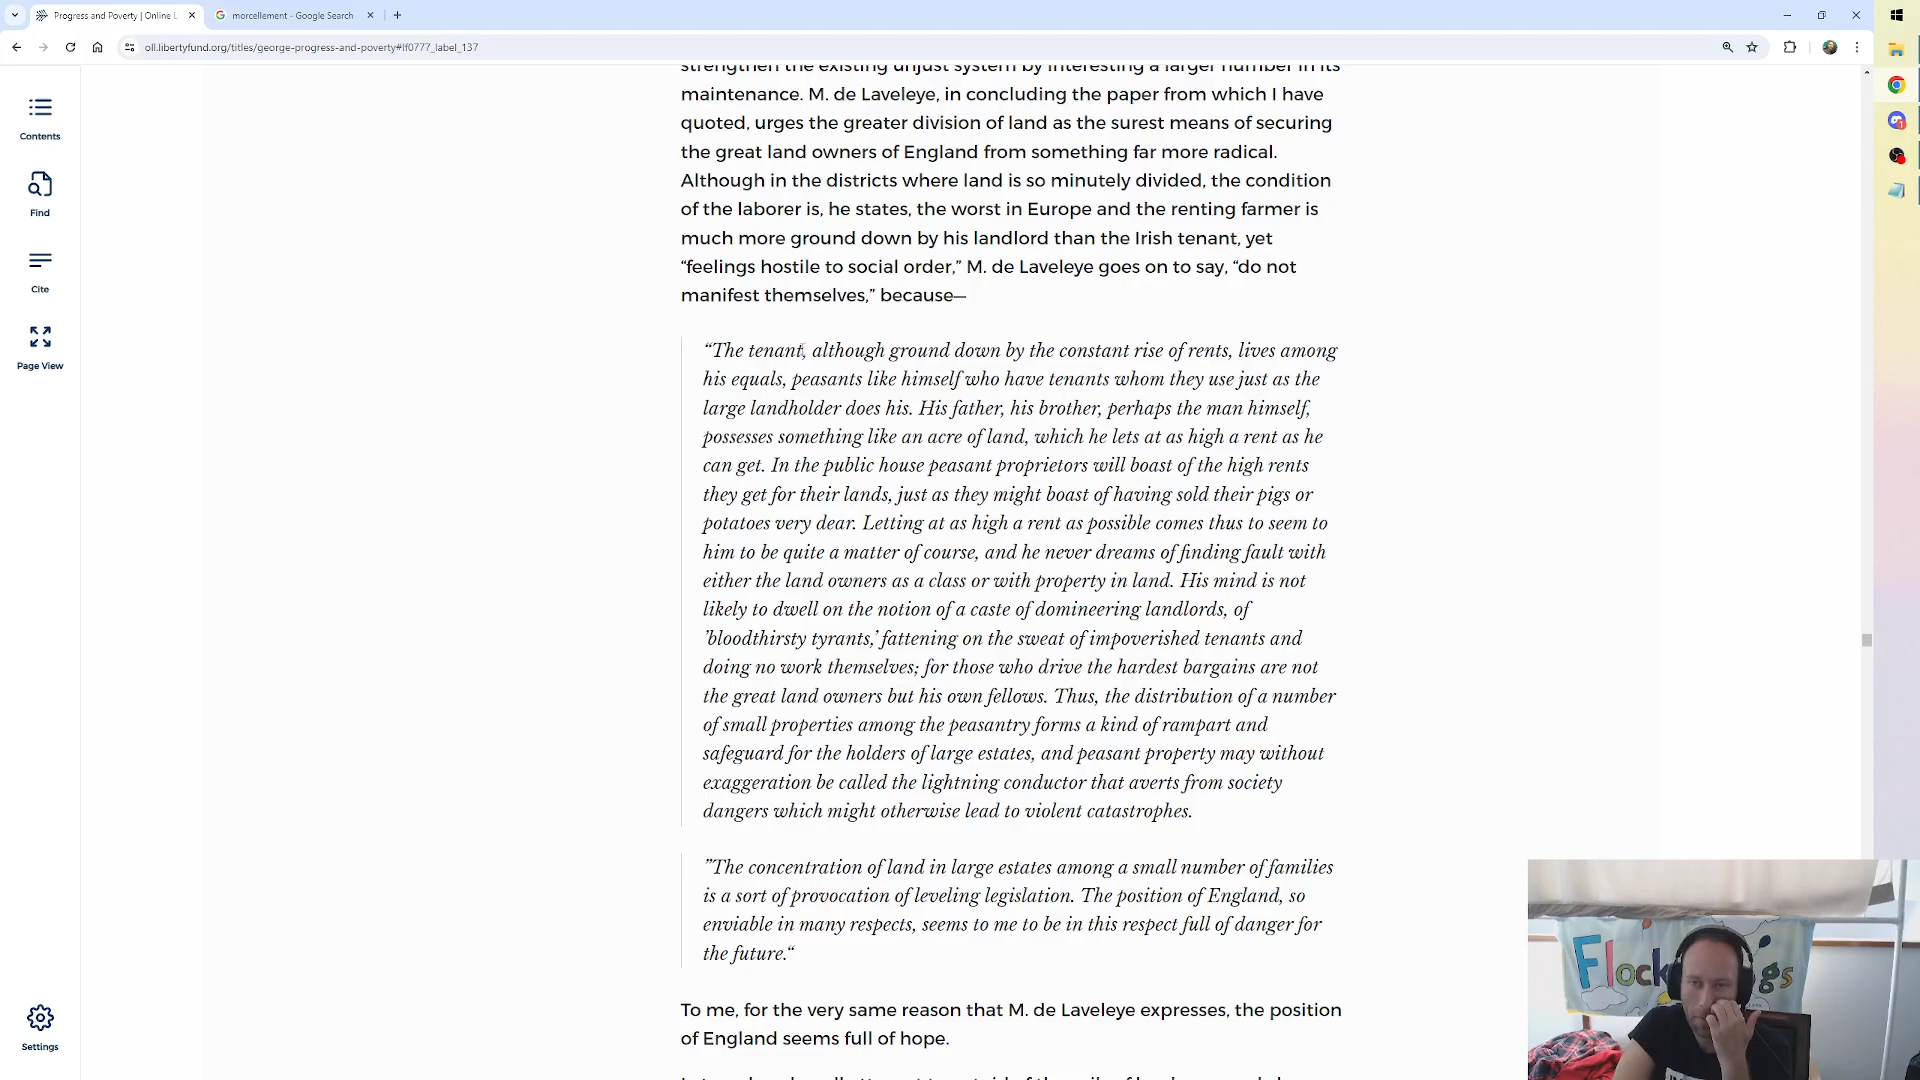 Progress and Poverty | Online L
morcellement - Google Search
oll.libertyfund.org/titles/george-progress-and-poverty#lf0777_label_137
Contents
Find
Cite
Page View
Settings
strengthen the existing unjust system by interesting a larger number in its
maintenance. M. de Laveleye, in concluding the paper from which I have
quoted, urges the greater division of land as the surest means of securing
the great land owners of England from something far more radical.
Although in the districts where land is so minutely divided, the condition
of the laborer is, he states, the worst in Europe and the renting farmer is
much more ground down by his landlord than the Irish tenant, yet
“feelings hostile to social order,” M. de Laveleye goes on to say, “do not
manifest themselves,” because—
“The tenant, although ground down by the constant rise of rents, lives among
his equals, peasants like himself who have tenants whom they use just as the
large landholder does his. His father, his brother, perhaps the man himself,
possesses something like an acre of land, which he lets at as high a rent as he
can get. In the public house peasant proprietors will boast of the high rents
they get for their lands, just as they might boast of having sold their pigs or
potatoes very dear. Letting at as high a rent as possible comes thus to seem to
him to be quite a matter of course, and he never dreams of finding fault with
either the land owners as a class or with property in land. His mind is not
likely to dwell on the notion of a caste of domineering landlords, of
’bloodthirsty tyrants,’ fattening on the sweat of impoverished tenants and
doing no work themselves; for those who drive the hardest bargains are not
the great land owners but his own fellows. Thus, the distribution of a number
of small properties among the peasantry forms a kind of rampart and
safeguard for the holders of large estates, and peasant property may without
exaggeration be called the lightning conductor that averts from society
dangers which might otherwise lead to violent catastrophes.
”The concentration of land in large estates among a small number of families
is a sort of provocation of leveling legislation. The position of England, so
enviable in many respects, seems to me to be in this respect full of danger for
the future.“
To me, for the very same reason that M. de Laveleye expresses, the position
of England seems full of hope.